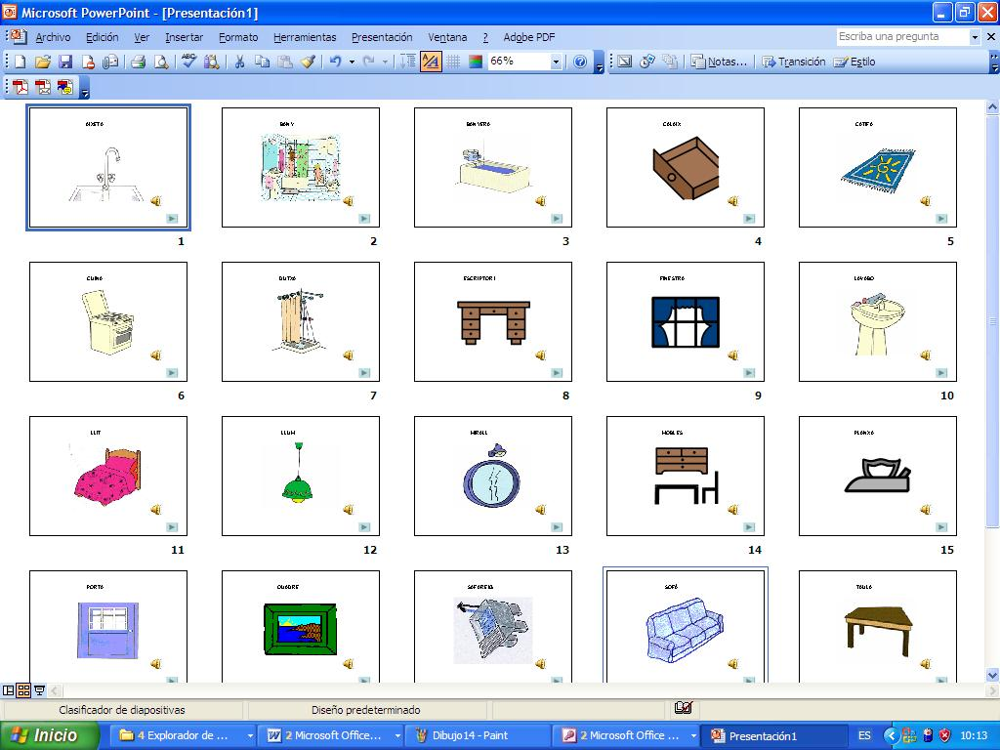 Microsoft PowerPoint - [Presentación1]
Archivo Edición Ver Insertar Formato Herramientas Presentación Ventana ? Adobe PDF Escriba una pregunta
66% Notas... Transición Estilo
AIXETA BANY BANYERA CALAIX CATIFA
1 2 3 4 5
CUINA DUTXA ESCRIPTORI FINESTRA LAVABO
6 7 8 9 10
LLIT LLUM MIRALL MOBLES PLANXA
11 12 13 14 15
PORTA QUADRE SAFAREIG SOFÀ TAULA
Clasificador de diapositivas Diseño predeterminado
Inicio 4 Explorador de ... 2 Microsoft Office... Dibujo14 - Paint 2 Microsoft Office ... Presentación1 ES 10:13